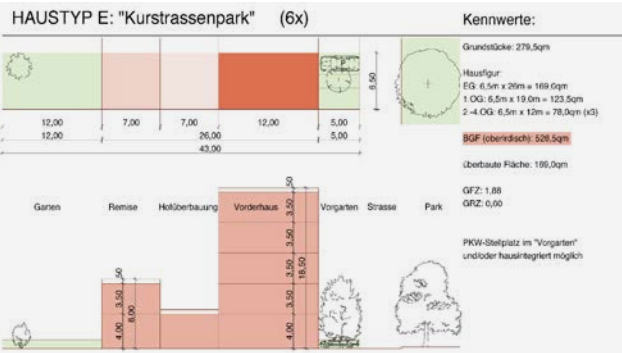 HAUSTYP E: "Kurstrassenpark" (6x)
Kennwerte:
Grundstücke: 279,5qm
Hausfigur:
EG: 6,5m x 26m = 169,0qm
1.OG: 6,5m x 19,0m = 123,5qm
2.-4.OG: 6,5m x 12m = 78,0qm (x3)
BGF (oberirdisch): 526,5qm
überbaute Fläche: 169,0qm
GFZ: 1,88
GRZ: 0,60
PKW-Stellplatz im "Vorgarten"
und/oder hausintegriert möglich
P
6,50
12,00 7,00 7,00 12,00 5,00
12,00 26,00 5,00
43,00
Garten Remise Hofüberbauung Vorderhaus Vorgarten Strasse Park
,50
3,50
4,00
8,00
,50
3,50
3,50
3,50
3,50
4,00
18,50